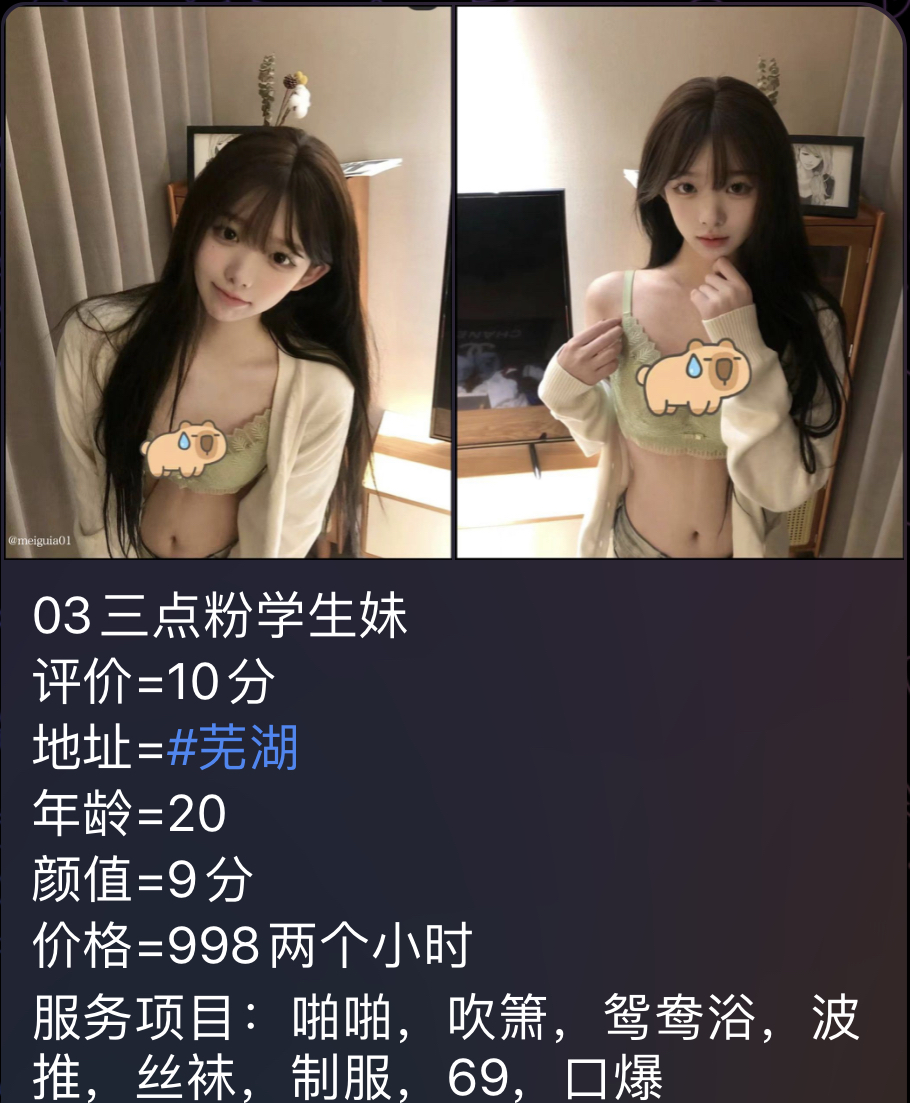 @meiguia01
03三点粉学生妹
评价=10分
地址=#芜湖
年龄=20
颜值=9分
价格=998两个小时
服务项目：啪啪，吹箫，鸳鸯浴，波
推，丝袜，制服，69，口爆